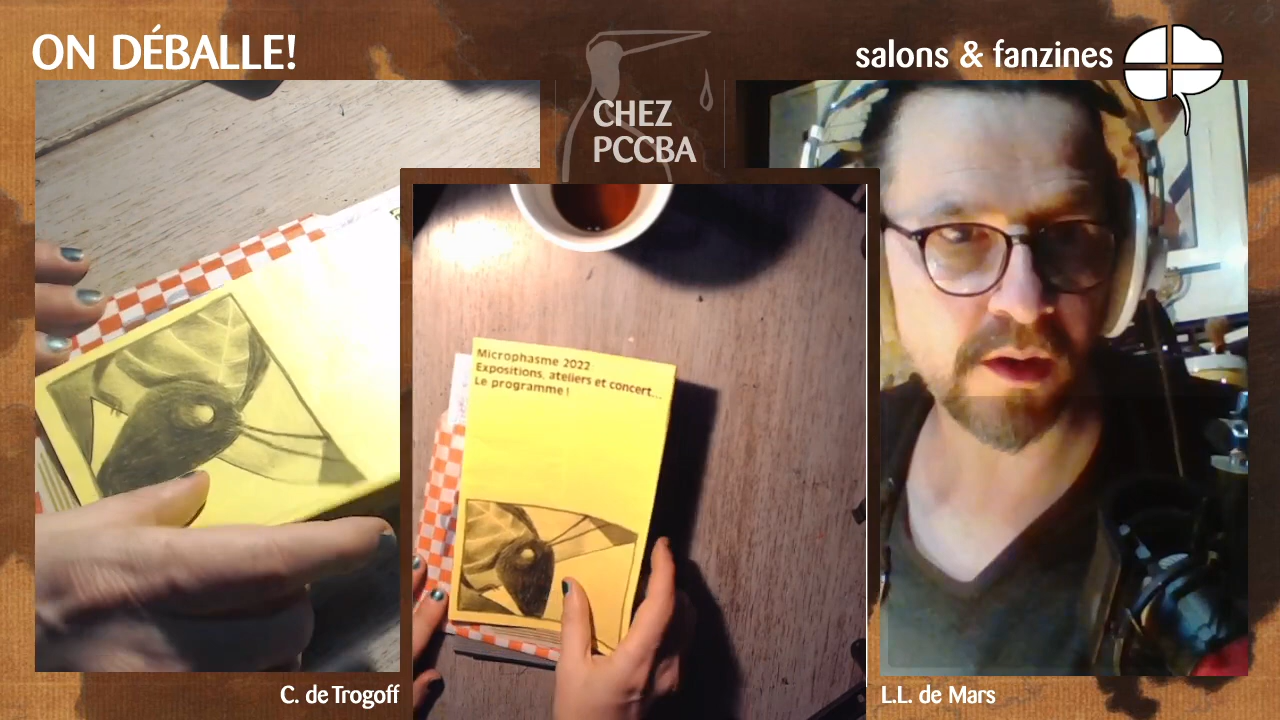 ON DÉBALLE!
salons & fanzines
CHEZ
PCCBA
Microphasme 2022
Expositions, ateliers et concert...
Le programme !
C. de Trogoff
L.L. de Mars